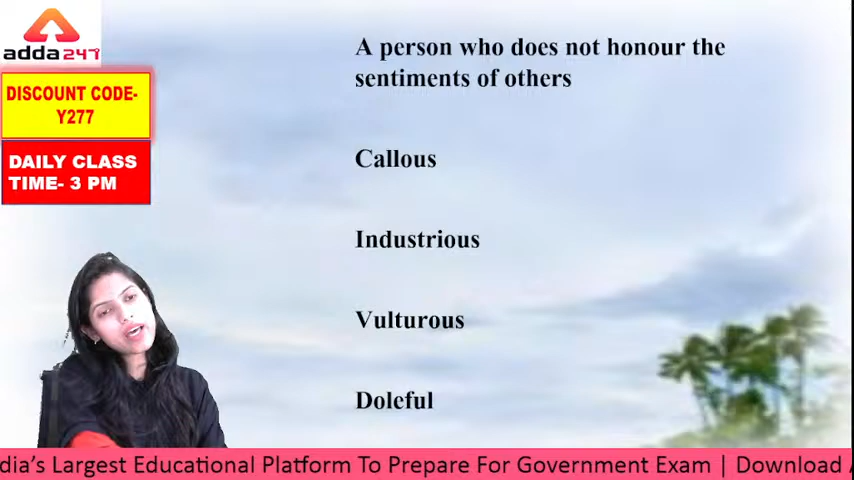 adda247
DISCOUNT CODE-
Y277
DAILY CLASS
TIME- 3 PM
A person who does not honour the
sentiments of others
Callous
Industrious
Vulturous
Doleful
dia's Largest Educational Platform To Prepare For Government Exam | Download